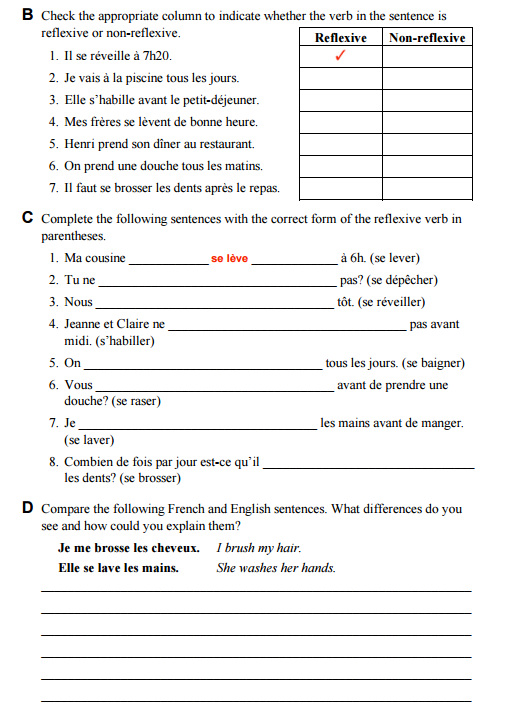 B Check the appropriate column to indicate whether the verb in the sentence is
reflexive or non-reflexive.
Reflexive Non-reflexive
1. Il se réveille à 7h20. ✓
2. Je vais à la piscine tous les jours.
3. Elle s’habille avant le petit-déjeuner.
4. Mes frères se lèvent de bonne heure.
5. Henri prend son dîner au restaurant.
6. On prend une douche tous les matins.
7. Il faut se brosser les dents après le repas.
C Complete the following sentences with the correct form of the reflexive verb in
parentheses.
1. Ma cousine ____________ se lève ____________ à 6h. (se lever)
2. Tu ne ____________ pas? (se dépêcher)
3. Nous ____________ tôt. (se réveiller)
4. Jeanne et Claire ne ____________ pas avant
midi. (s’habiller)
5. On ____________ tous les jours. (se baigner)
6. Vous ____________ avant de prendre une
douche? (se raser)
7. Je ____________ les mains avant de manger.
(se laver)
8. Combien de fois par jour est-ce qu’il ____________
les dents? (se brosser)
D Compare the following French and English sentences. What differences do you
see and how could you explain them?
Je me brosse les cheveux. I brush my hair.
Elle se lave les mains. She washes her hands.